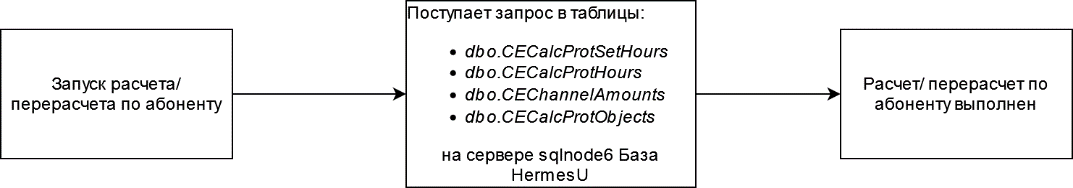 Запуск расчета/
перерасчета по абоненту
Поступает запрос в таблицы:
• dbo.CECalcProtSetHours
• dbo.CECalcProtHours
• dbo.CEChannelAmounts
• dbo.CECalcProtObjects
на сервере sqlnode6 База
HermesU
Расчет/ перерасчет по
абоненту выполнен